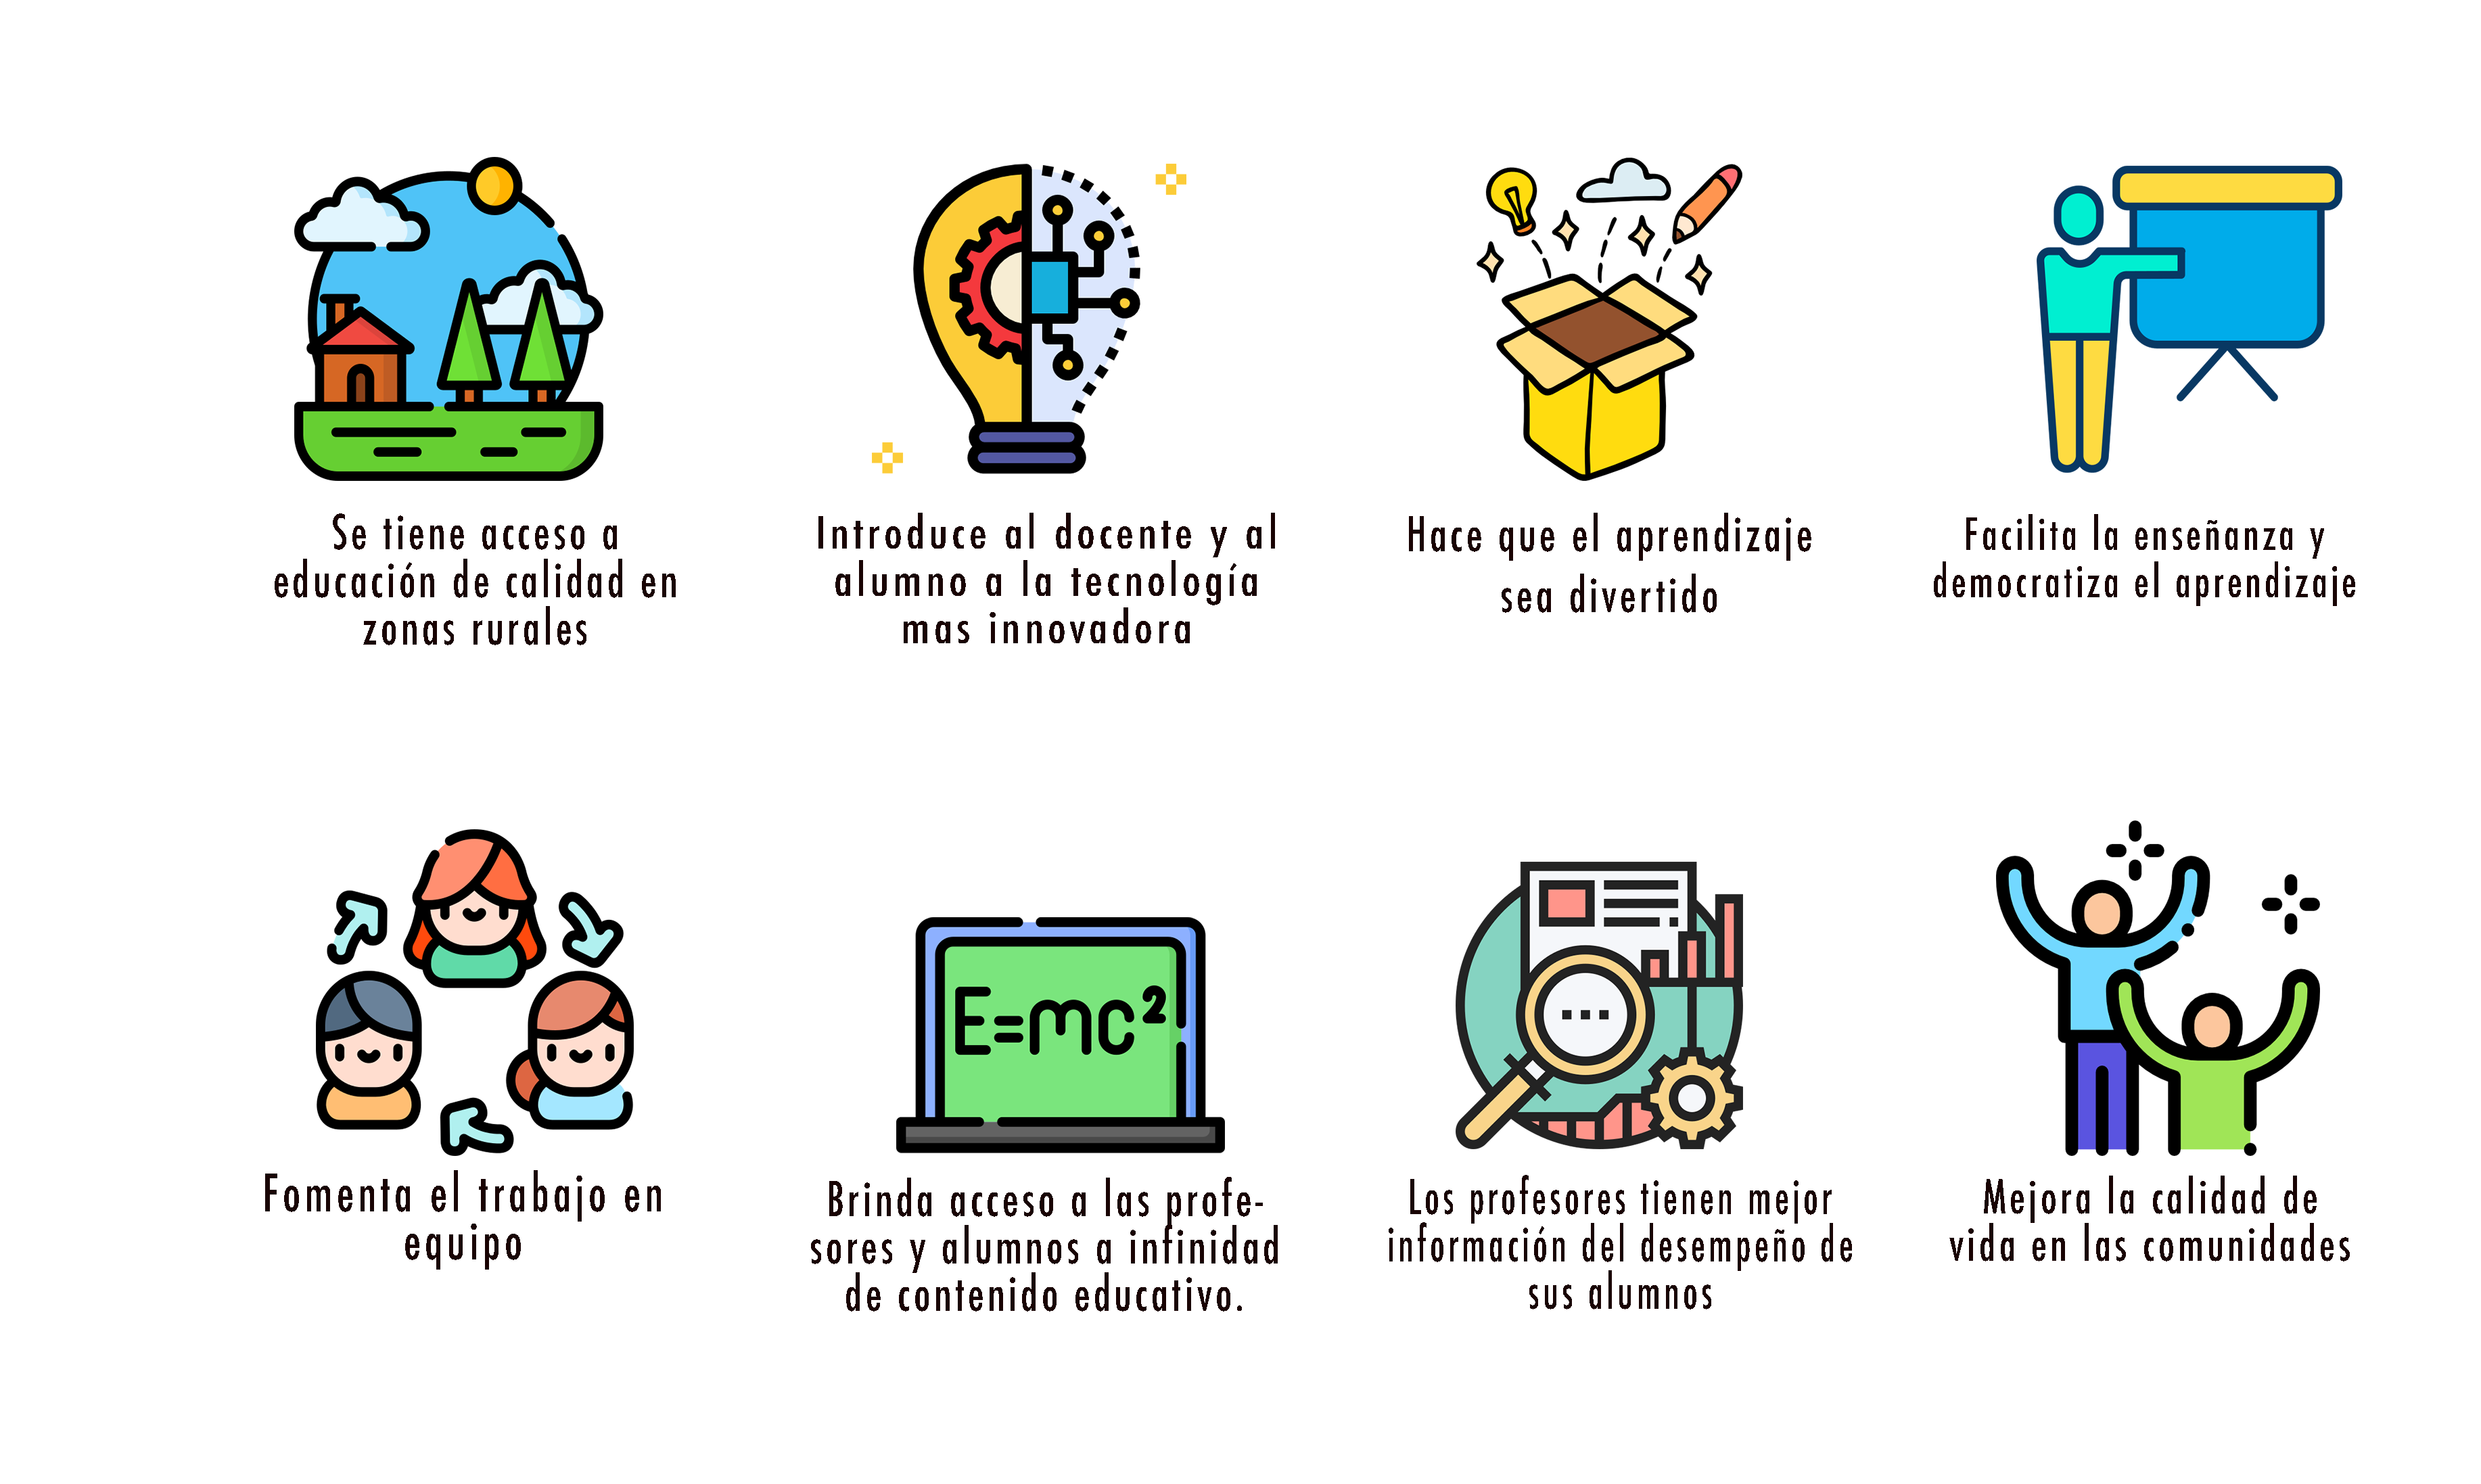 Se tiene acceso a
educación de calidad en
zonas rurales
Introduce al docente y al
alumno a la tecnología
mas innovadora
Hace que el aprendizaje
sea divertido
Facilita la enseñanza y
democratiza el aprendizaje
Fomenta el trabajo en
equipo
E=mc²
Brinda acceso a las profe-
sores y alumnos a infinidad
de contenido educativo.
Los profesores tienen mejor
información del desempeño de
sus alumnos
Mejora la calidad de
vida en las comunidades